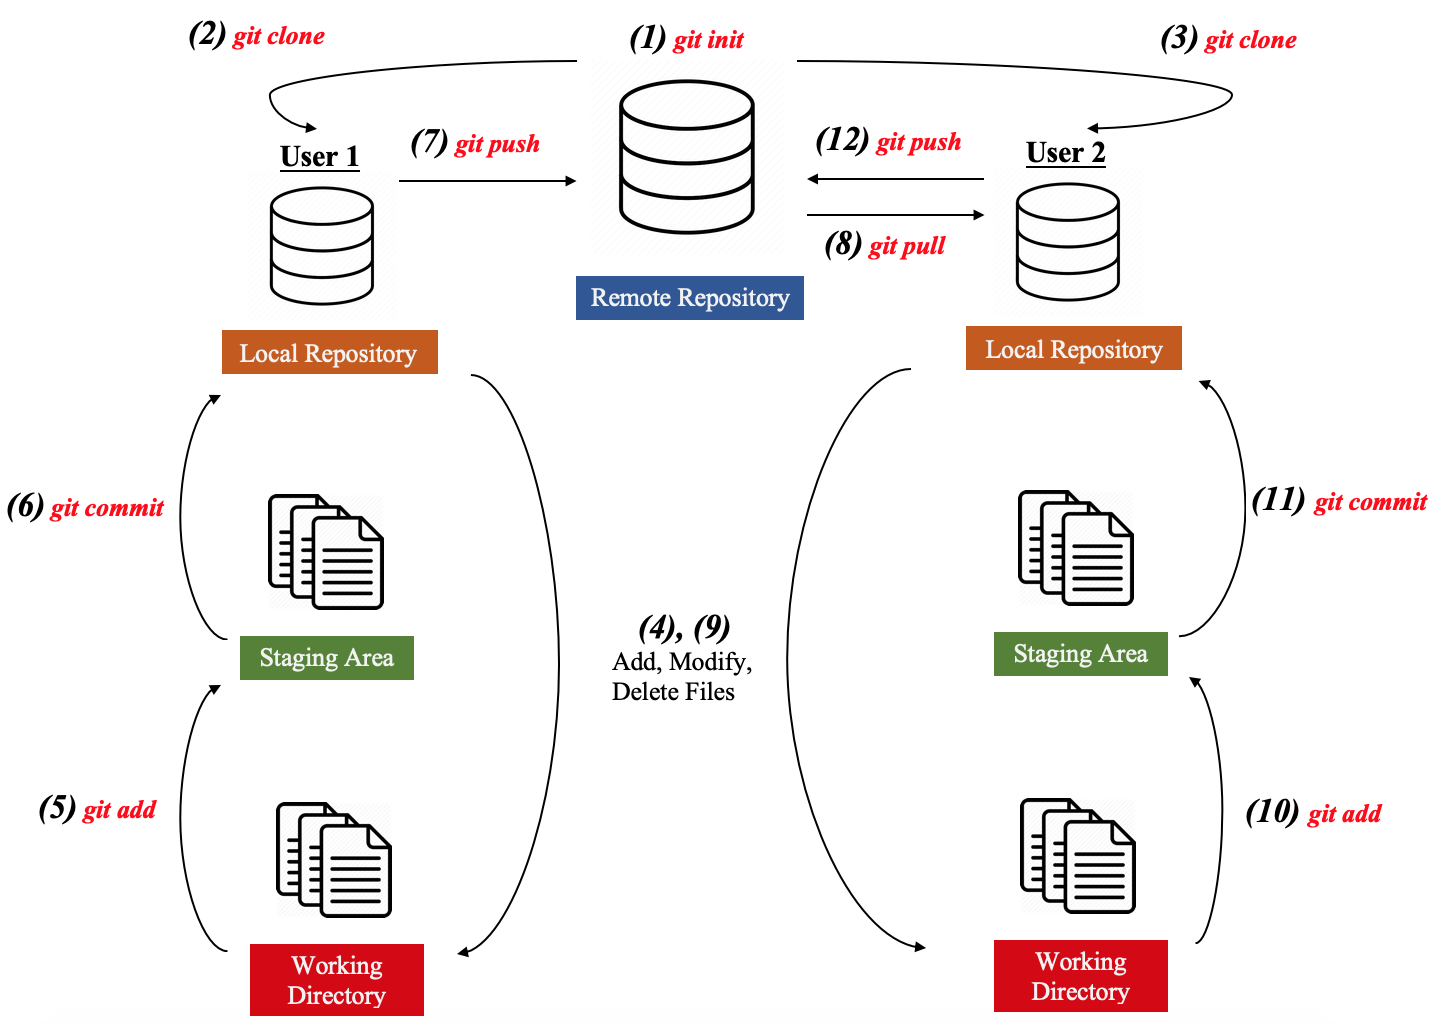 (2) git clone
(1) git init
(3) git clone
User 1
(7) git push
(12) git push
User 2
(8) git pull
Remote Repository
Local Repository
Local Repository
(6) git commit
(11) git commit
(4), (9)
Add, Modify,
Delete Files
Staging Area
Staging Area
(5) git add
(10) git add
Working
Directory
Working
Directory